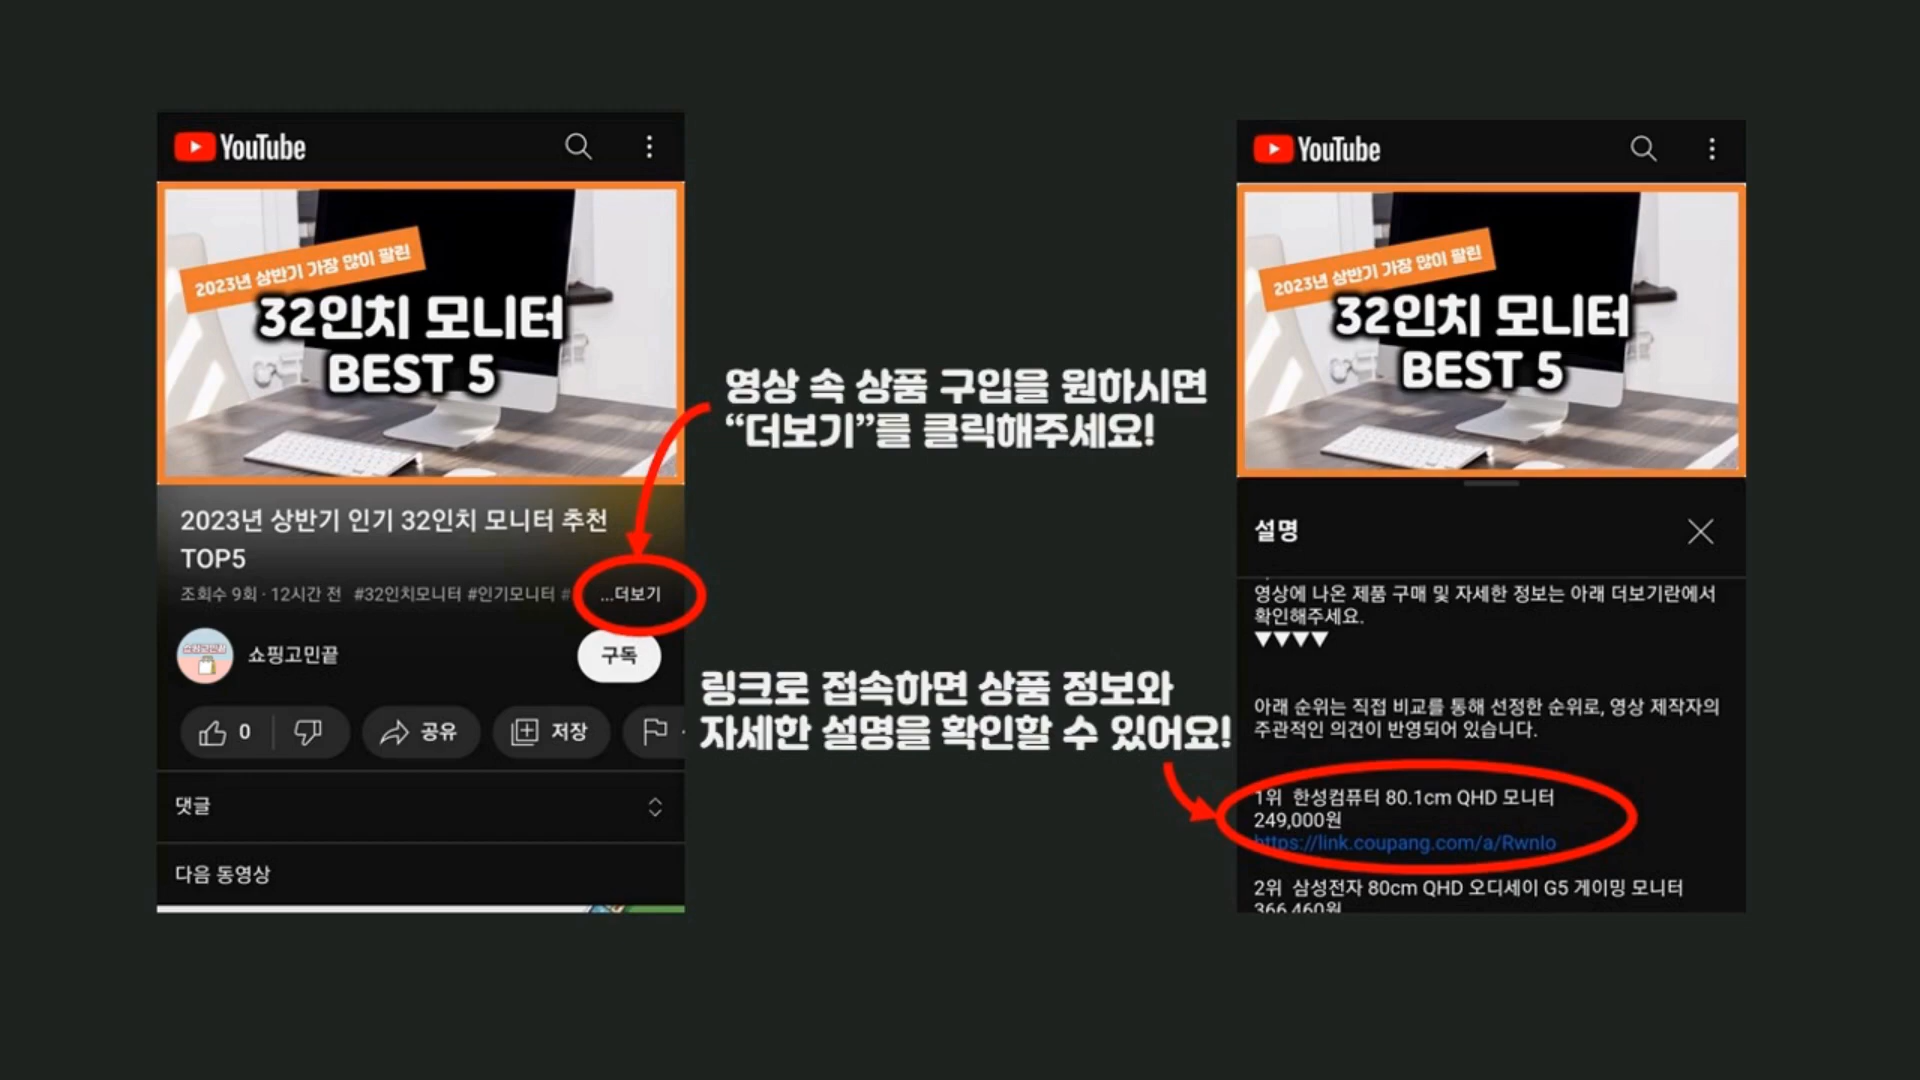 YouTube
2023년 상반기 가장 많이 팔린
32인치 모니터
BEST 5
2023년 상반기 인기 32인치 모니터 추천
TOP5
조회수 9회 · 12시간 전 #32인치모니터 #인기모니터 # ...더보기
쇼핑고민끝
쇼핑고민끝
구독
0
공유
저장
댓글
다음 동영상
영상 속 상품 구입을 원하시면
“더보기”를 클릭해주세요!
링크로 접속하면 상품 정보와
자세한 설명을 확인할 수 있어요!
YouTube
2023년 상반기 가장 많이 팔린
32인치 모니터
BEST 5
설명
영상에 나온 제품 구매 및 자세한 정보는 아래 더보기란에서
확인해주세요.
▼▼▼▼
아래 순위는 직접 비교를 통해 선정한 순위로, 영상 제작자의
주관적인 의견이 반영되어 있습니다.
1위 한성컴퓨터 80.1cm QHD 모니터
249,000원
https://link.coupang.com/a/RwnIo
2위 삼성전자 80cm QHD 오디세이 G5 게이밍 모니터
366,460원